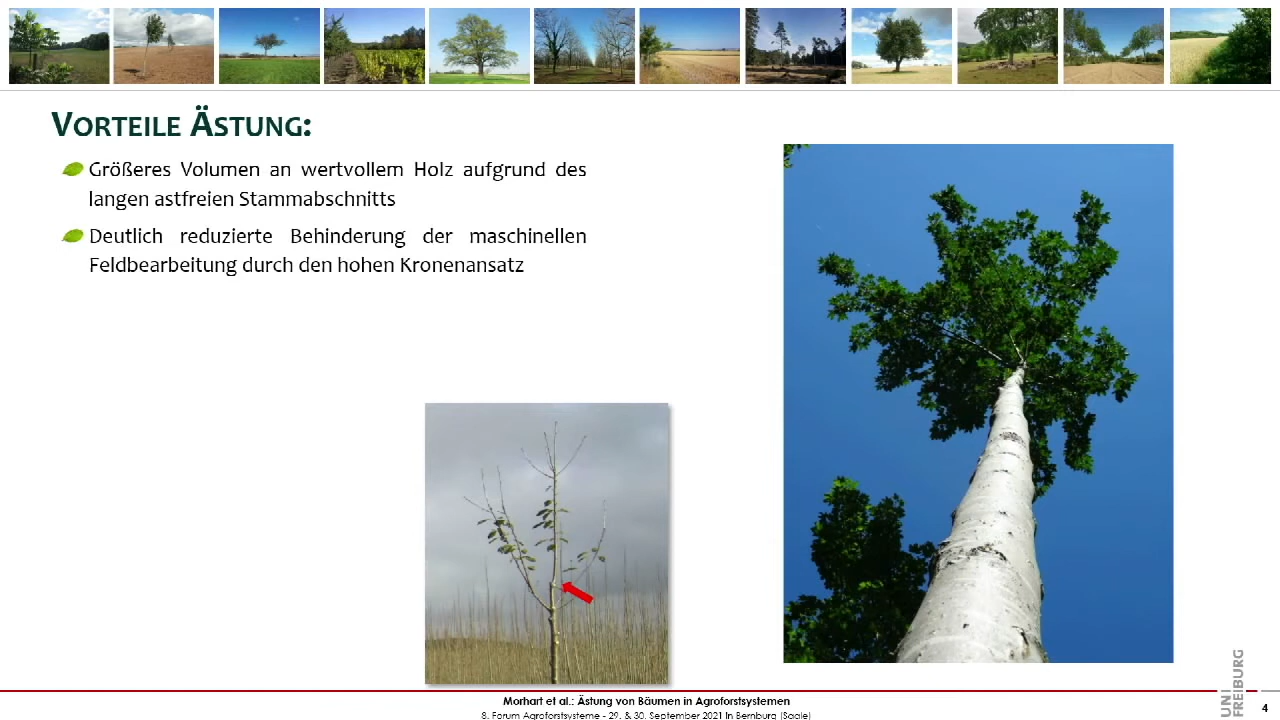 VORTEILE ÄSTUNG:
Größeres Volumen an wertvollem Holz aufgrund des
langen astfreien Stammabschnitts
Deutlich reduzierte Behinderung der maschinellen
Feldbearbeitung durch den hohen Kronenansatz
Morhart et al.: Ästung von Bäumen in Agroforstsystemen
8. Forum Agroforstsysteme - 29. & 30. September 2021 in Bernburg (Saale)
UNI
FREIBURG
4